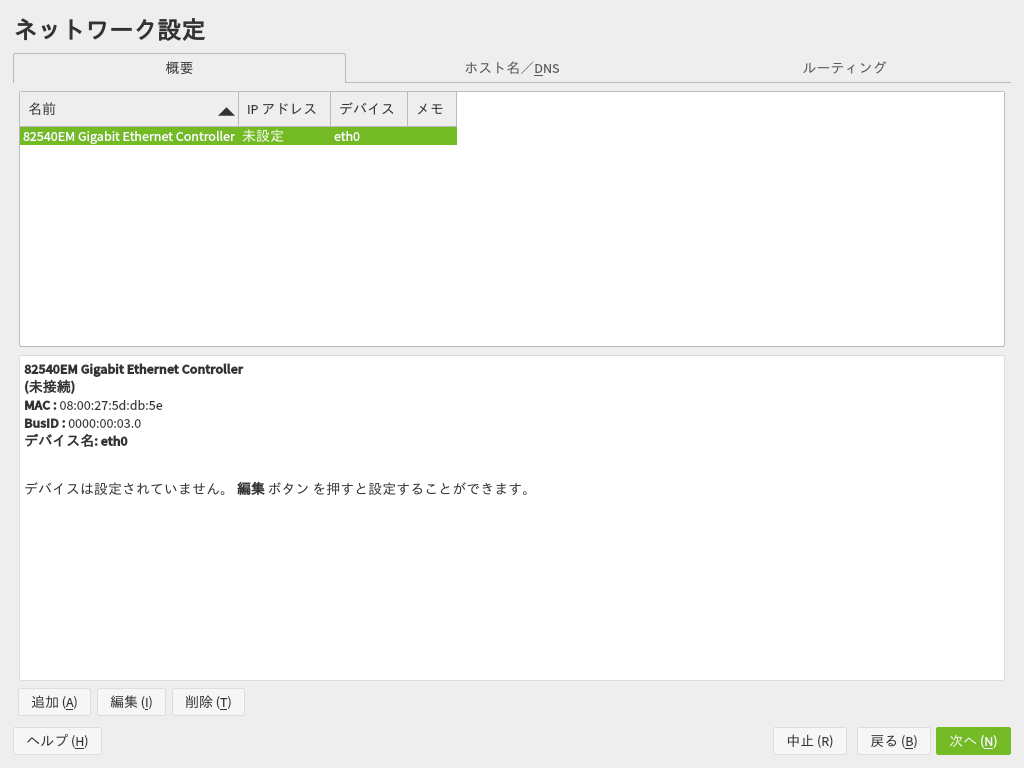 ネットワーク設定
概要 ホスト名／DNS ルーティング
名前 IP アドレス デバイス メモ
82540EM Gigabit Ethernet Controller 未設定 eth0
82540EM Gigabit Ethernet Controller
(未接続)
MAC : 08:00:27:5d:db:5e
BusID : 0000:00:03.0
デバイス名: eth0
デバイスは設定されていません。 編集 ボタン を押すと設定することができます。
追加 (A) 編集 (I) 削除 (T)
ヘルプ (H) 中止 (R) 戻る (B) 次へ (N)